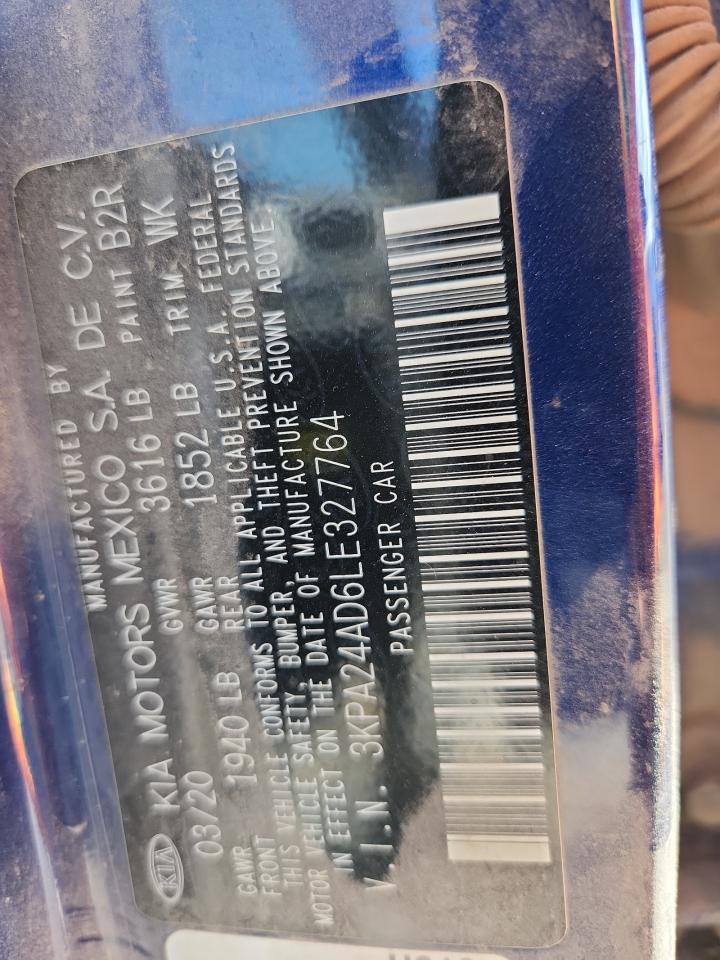 MANUFACTURED BY
KIA KIA MOTORS MEXICO S.A. DE C.V.
03/20 GVWR 3616 LB PAINT B2R
GAWR FRONT 1940 LB GAWR REAR 1852 LB TRIM WK
THIS VEHICLE CONFORMS TO ALL APPLICABLE U.S.A. FEDERAL
MOTOR VEHICLE SAFETY, BUMPER, AND THEFT PREVENTION STANDARDS
IN EFFECT ON THE DATE OF MANUFACTURE SHOWN ABOVE.
V.I.N. 3KPA24AD6LE327764
PASSENGER CAR